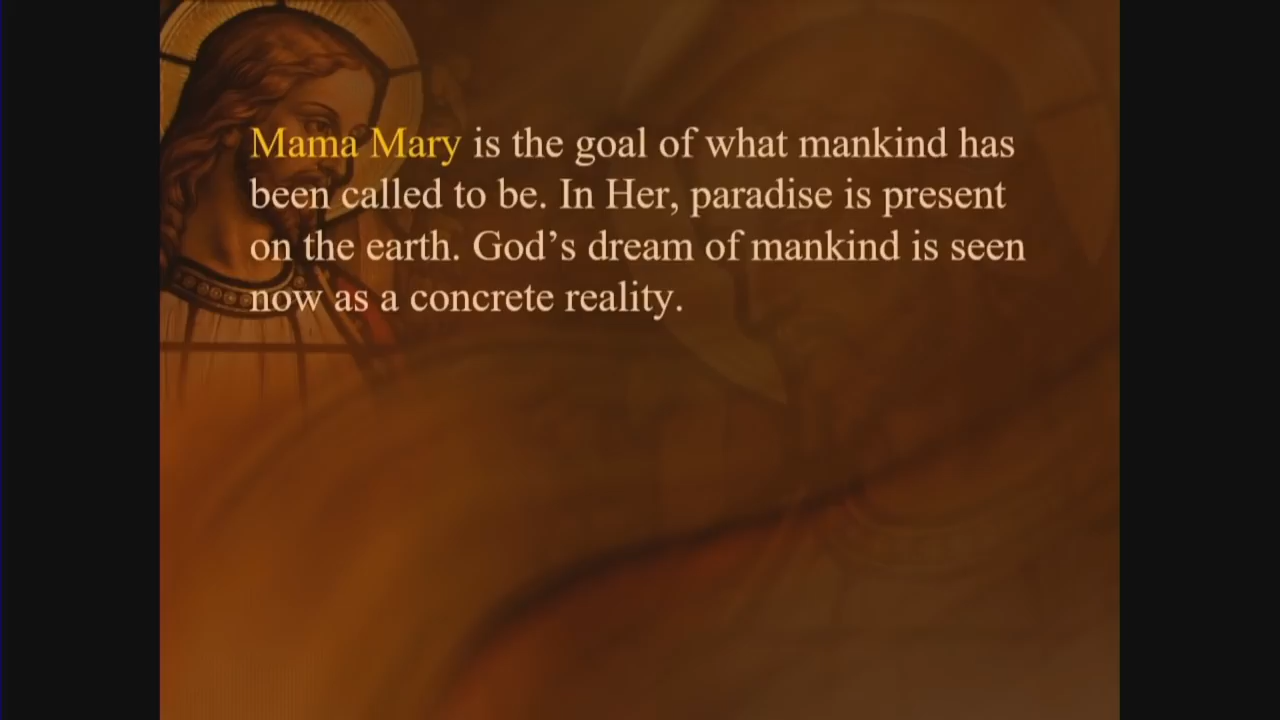 Mama Mary is the goal of what mankind has
been called to be. In Her, paradise is present
on the earth. God’s dream of mankind is seen
now as a concrete reality.